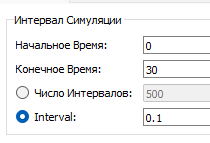 Интервал Симуляции
Начальное Время: 0
Конечное Время: 30
Число Интервалов: 500
Interval: 0.1